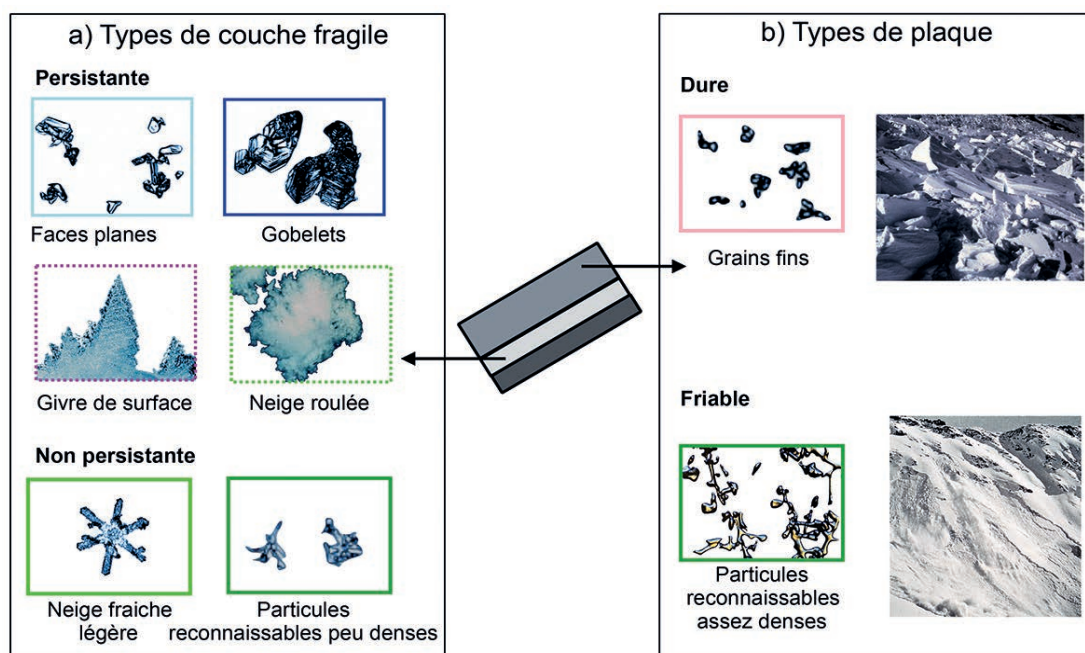 a) Types de couche fragile
Persistante
Faces planes
Gobelets
Givre de surface
Neige roulée
Non persistante
Neige fraiche
légère
Particules
reconnaissables peu denses
b) Types de plaque
Dure
Grains fins
Friable
Particules
reconnaissables
assez denses